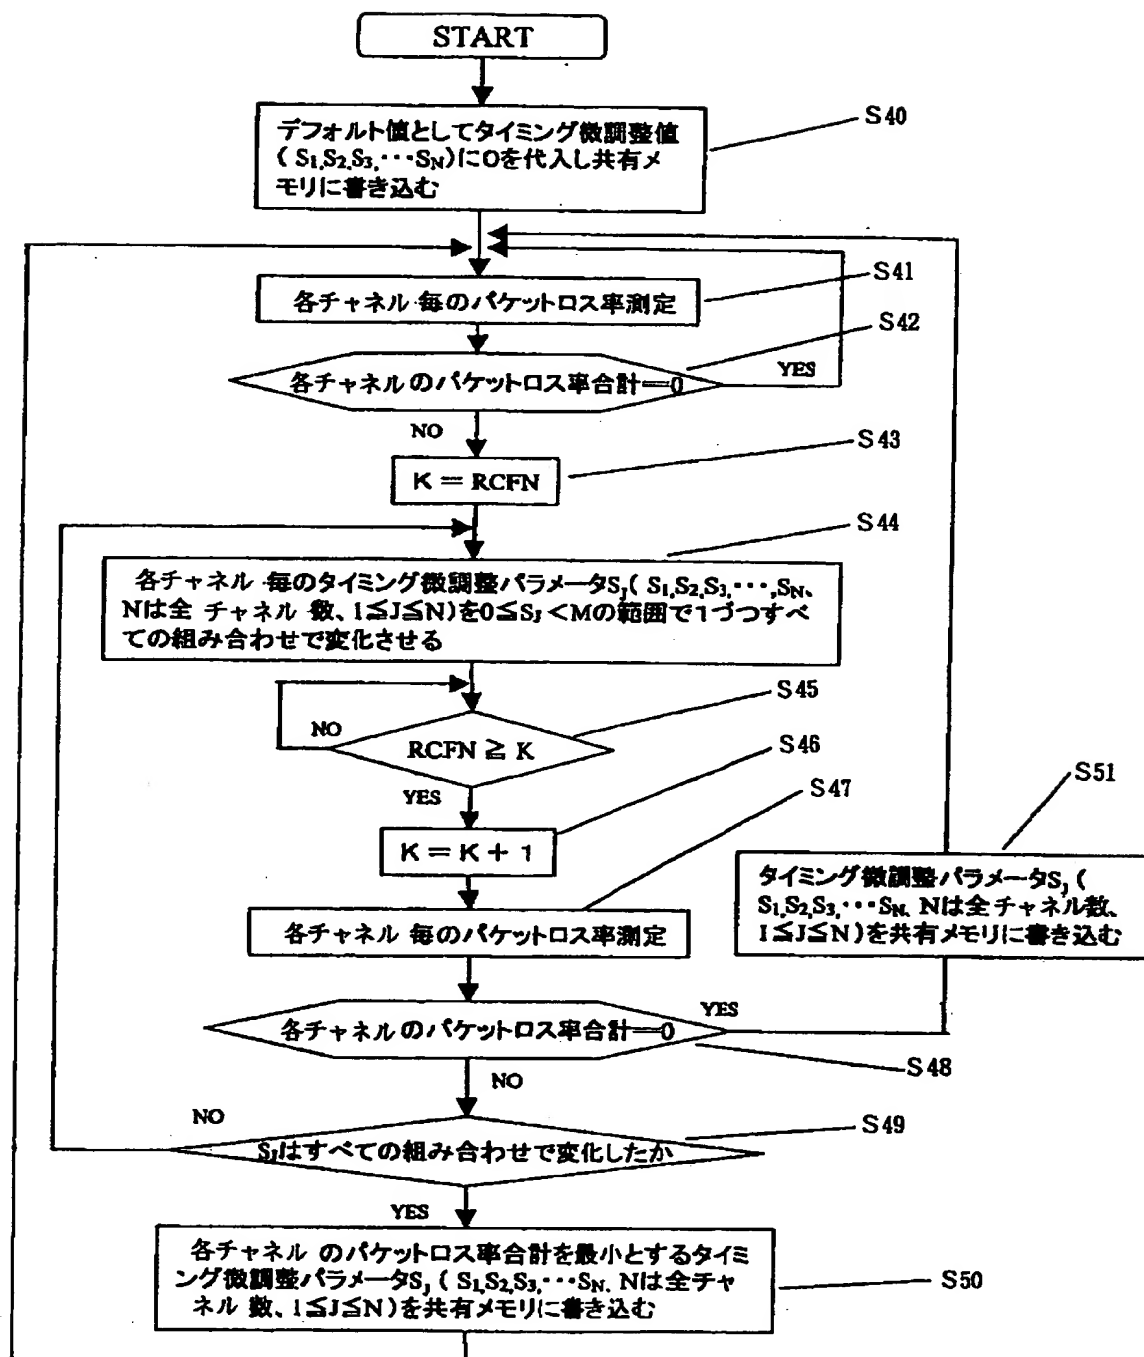 START
S40
デフォルト値としてタイミング微調整値
(S1,S2,S3,・・・SN)に0を代入し共有メ
モリに書き込む
S41
各チャネル 毎のパケットロス率測定
S42
各チャネル のパケットロス率合計=0
YES
NO
S43
K = RCFN
S44
各チャネル 毎のタイミング微調整パラメータSJ( S1,S2,S3,・・・,SN、
Nは全 チャネル 数、1≦J≦N)を0≦SJ<Mの範囲で1づつすべ
ての組み合わせで変化させる
S45
NO
RCFN ≧ K
YES
S46
K = K + 1
S47
各チャネル 毎のパケットロス率測定
S51
タイミング微調整パラメータSJ (
S1,S2,S3,・・・SN、Nは全チャネル数、
1≦J≦N)を共有メモリに書き込む
各チャネル のパケットロス率合計=0
YES
S48
NO
NO
SJはすべての組み合わせで変化したか
S49
YES
各チャネル のパケットロス率合計を最小とするタイミ
ング微調整パラメータSJ ( S1,S2,S3,・・・SN、Nは全チャ
ネル 数、1≦J≦N)を共有メモリに書き込む
S50